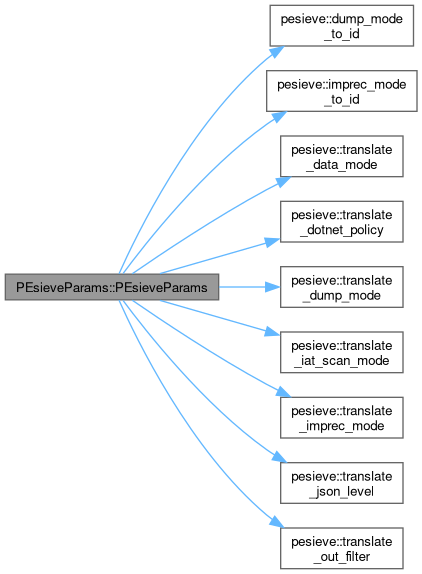 pesieve::dump_mode
_to_id
pesieve::imprec_mode
_to_id
pesieve::translate
_data_mode
pesieve::translate
_dotnet_policy
PEsieveParams::PEsieveParams
pesieve::translate
_dump_mode
pesieve::translate
_iat_scan_mode
pesieve::translate
_imprec_mode
pesieve::translate
_json_level
pesieve::translate
_out_filter